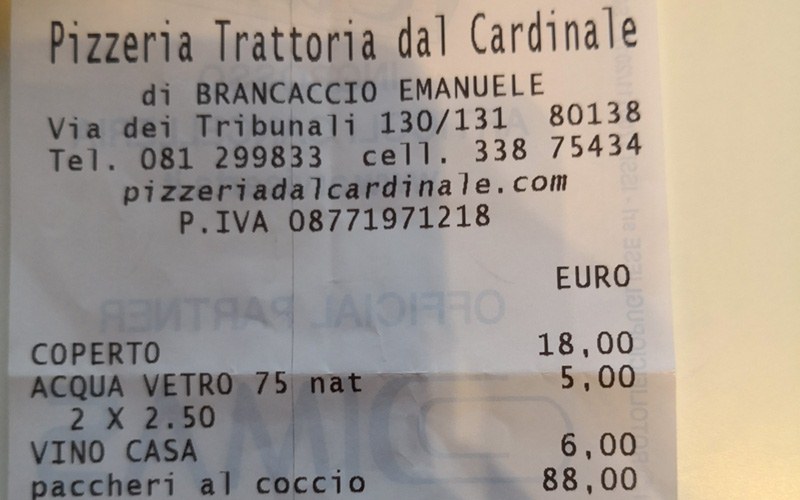 Pizzeria Trattoria dal Cardinale
di BRANCACCIO EMANUELE
Via dei Tribunali 130/131 80138
Tel. 081 299833 cell. 338 75434
pizzeriadalcardinale.com
P.IVA 08771971218
EURO
COPERTO 18,00
ACQUA VETRO 75 nat 5,00
2 X 2.50
VINO CASA 6,00
paccheri al coccio 88,00
OFFICIAL PARTNER